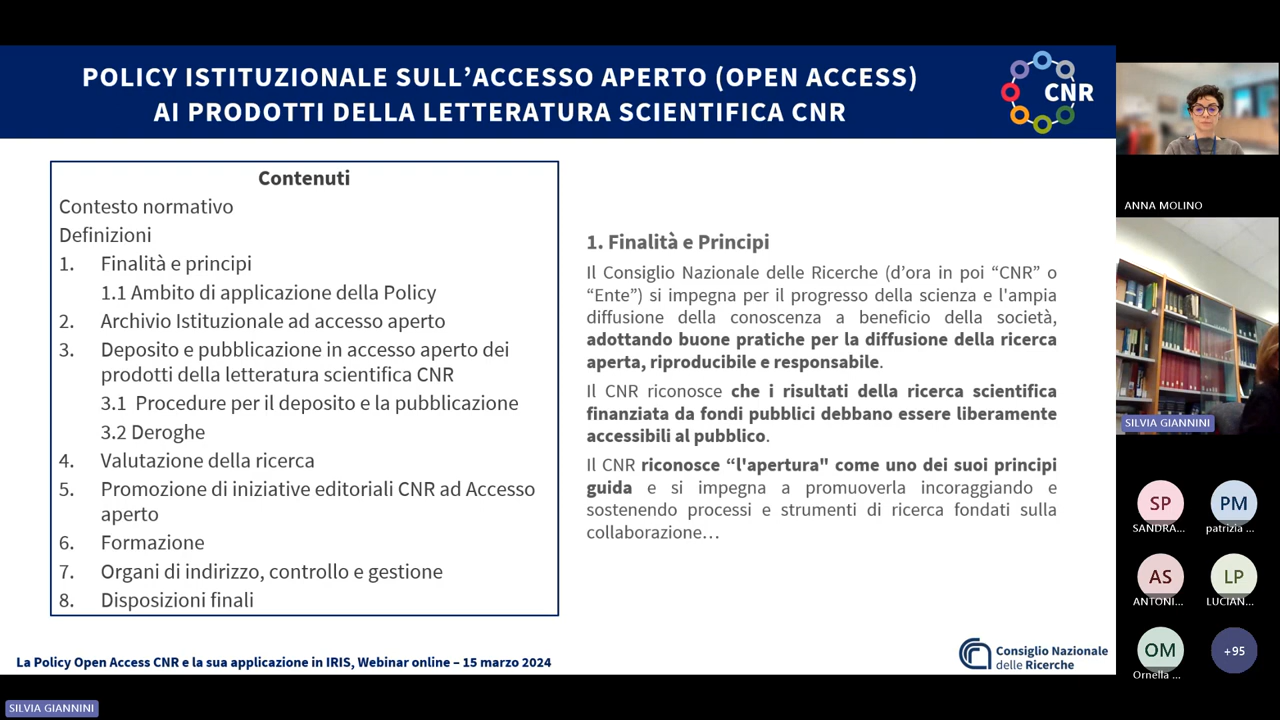 POLICY ISTITUZIONALE SULL’ACCESSO APERTO (OPEN ACCESS)
AI PRODOTTI DELLA LETTERATURA SCIENTIFICA CNR
CNR
Contenuti
Contesto normativo
Definizioni
1. Finalità e principi
1.1 Ambito di applicazione della Policy
2. Archivio Istituzionale ad accesso aperto
3. Deposito e pubblicazione in accesso aperto dei
prodotti della letteratura scientifica CNR
3.1 Procedure per il deposito e la pubblicazione
3.2 Deroghe
4. Valutazione della ricerca
5. Promozione di iniziative editoriali CNR ad Accesso
aperto
6. Formazione
7. Organi di indirizzo, controllo e gestione
8. Disposizioni finali
1. Finalità e Principi
Il Consiglio Nazionale delle Ricerche (d’ora in poi “CNR” o
“Ente”) si impegna per il progresso della scienza e l'ampia
diffusione della conoscenza a beneficio della società,
adottando buone pratiche per la diffusione della ricerca
aperta, riproducibile e responsabile.
Il CNR riconosce che i risultati della ricerca scientifica
finanziata da fondi pubblici debbano essere liberamente
accessibili al pubblico.
Il CNR riconosce “l'apertura" come uno dei suoi principi
guida e si impegna a promuoverla incoraggiando e
sostenendo processi e strumenti di ricerca fondati sulla
collaborazione…
La Policy Open Access CNR e la sua applicazione in IRIS, Webinar online – 15 marzo 2024
Consiglio Nazionale
delle Ricerche
ANNA MOLINO
SILVIA GIANNINI
SP
SANDRA...
PM
patrizia ...
AS
ANTONI...
LP
LUCIAN...
OM
Ornella ...
+95
SILVIA GIANNINI